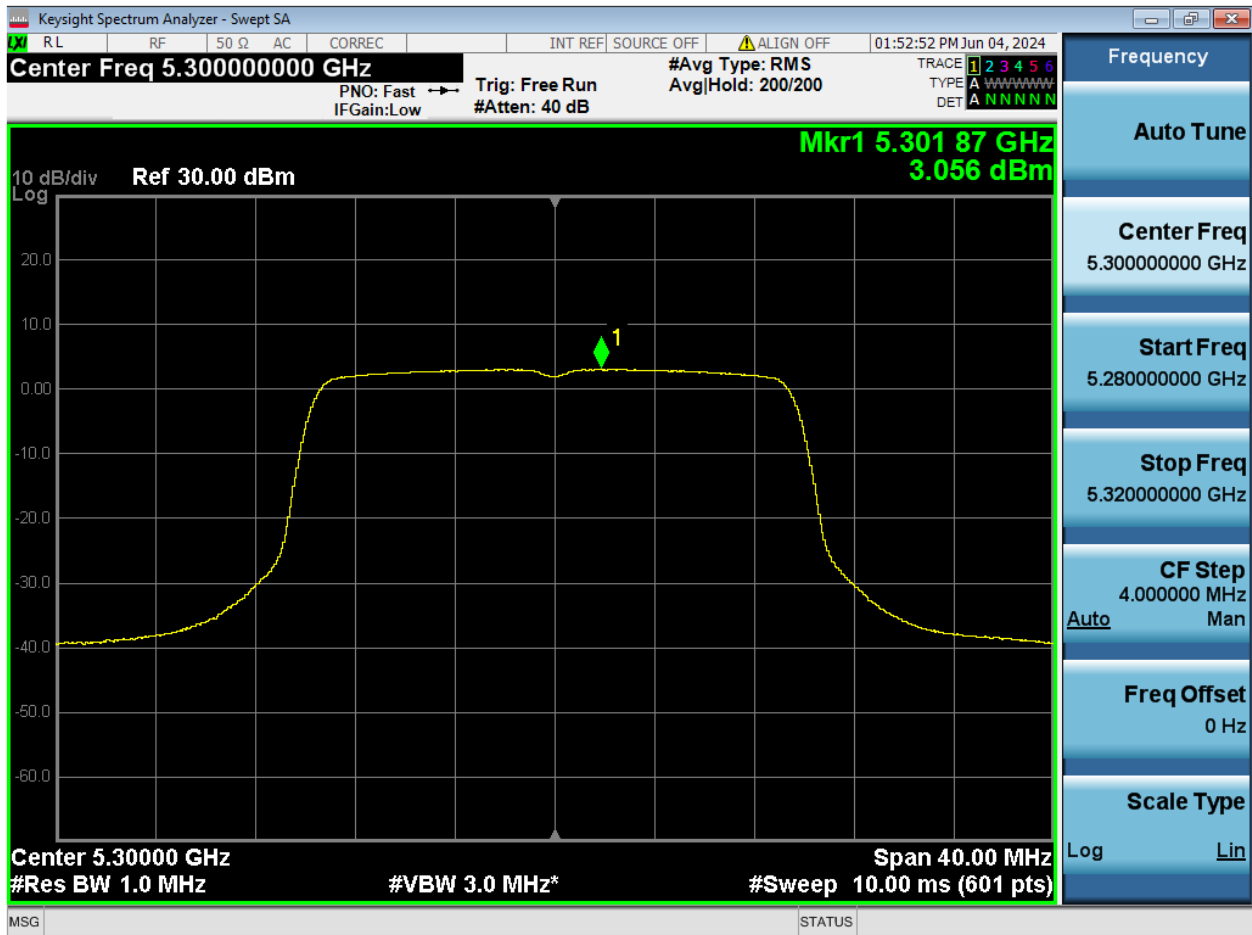 Keysight Spectrum Analyzer - Swept SA
LXI RL RF 50 Ω AC CORREC INT REF SOURCE OFF ALIGN OFF 01:52:52 PM Jun 04, 2024
Center Freq 5.300000000 GHz
PNO: Fast
IFGain:Low
Trig: Free Run
#Atten: 40 dB
#Avg Type: RMS
Avg|Hold: 200/200
TRACE 1 2 3 4 5 6
TYPE A WWWWW
DET A N N N N N
Mkr1 5.301 87 GHz
3.056 dBm
10 dB/div Ref 30.00 dBm
Log
20.0
10.0
0.00
-10.0
-20.0
-30.0
-40.0
-50.0
-60.0
1
Center 5.30000 GHz Span 40.00 MHz
#Res BW 1.0 MHz #VBW 3.0 MHz* #Sweep 10.00 ms (601 pts)
MSG STATUS
Frequency
Auto Tune
Center Freq
5.300000000 GHz
Start Freq
5.280000000 GHz
Stop Freq
5.320000000 GHz
CF Step
4.000000 MHz
Auto Man
Freq Offset
0 Hz
Scale Type
Log Lin